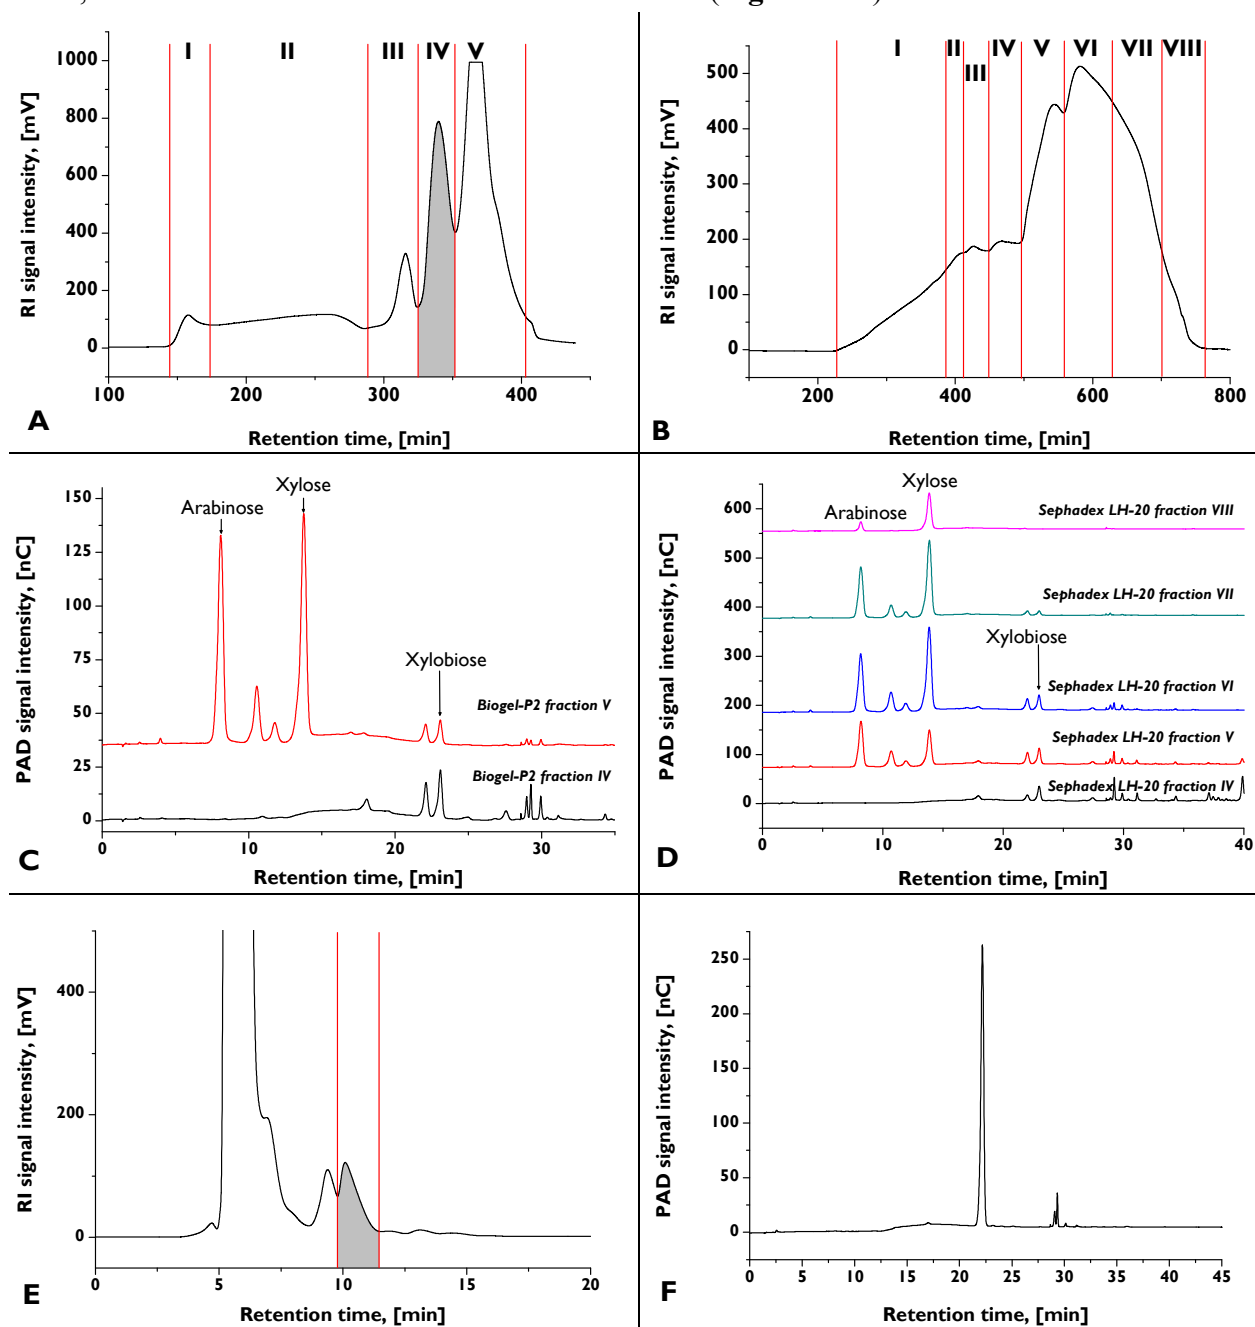 I II III IV V
1000
800
600
400
200
0
RI signal intensity, [mV]
100 200 300 400
A
Retention time, [min]
I II III IV V VI VII VIII
500
400
300
200
100
0
RI signal intensity, [mV]
200 400 600 800
B
Retention time, [min]
Xylose
Arabinose
Xylobiose
Biogel-P2 fraction V
Biogel-P2 fraction IV
150
125
100
75
50
25
0
PAD signal intensity, [nC]
0 10 20 30
C
Retention time, [min]
Xylose
Arabinose
Xylobiose
Sephadex LH-20 fraction VIII
Sephadex LH-20 fraction VII
Sephadex LH-20 fraction VI
Sephadex LH-20 fraction V
Sephadex LH-20 fraction IV
600
500
400
300
200
100
0
PAD signal intensity, [nC]
0 10 20 30 40
D
Retention time, [min]
400
200
0
RI signal intensity, [mV]
0 5 10 15 20
E
Retention time, [min]
250
200
150
100
50
0
PAD signal intensity, [nC]
0 5 10 15 20 25 30 35 40 45
F
Retention time, [min]